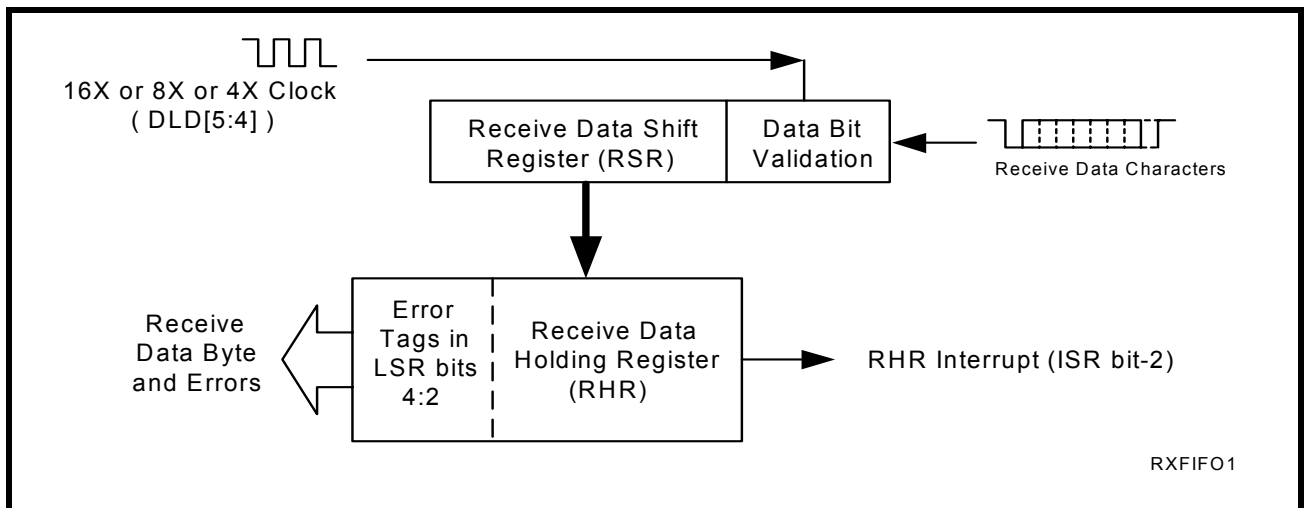 16X or 8X or 4X Clock
( DLD[5:4] )
Receive Data Shift
Register (RSR)
Data Bit
Validation
Receive Data Characters
Receive
Data Byte
and Errors
Error
Tags in
LSR bits
4:2
Receive Data
Holding Register
(RHR)
RHR Interrupt (ISR bit-2)
RXFIFO1